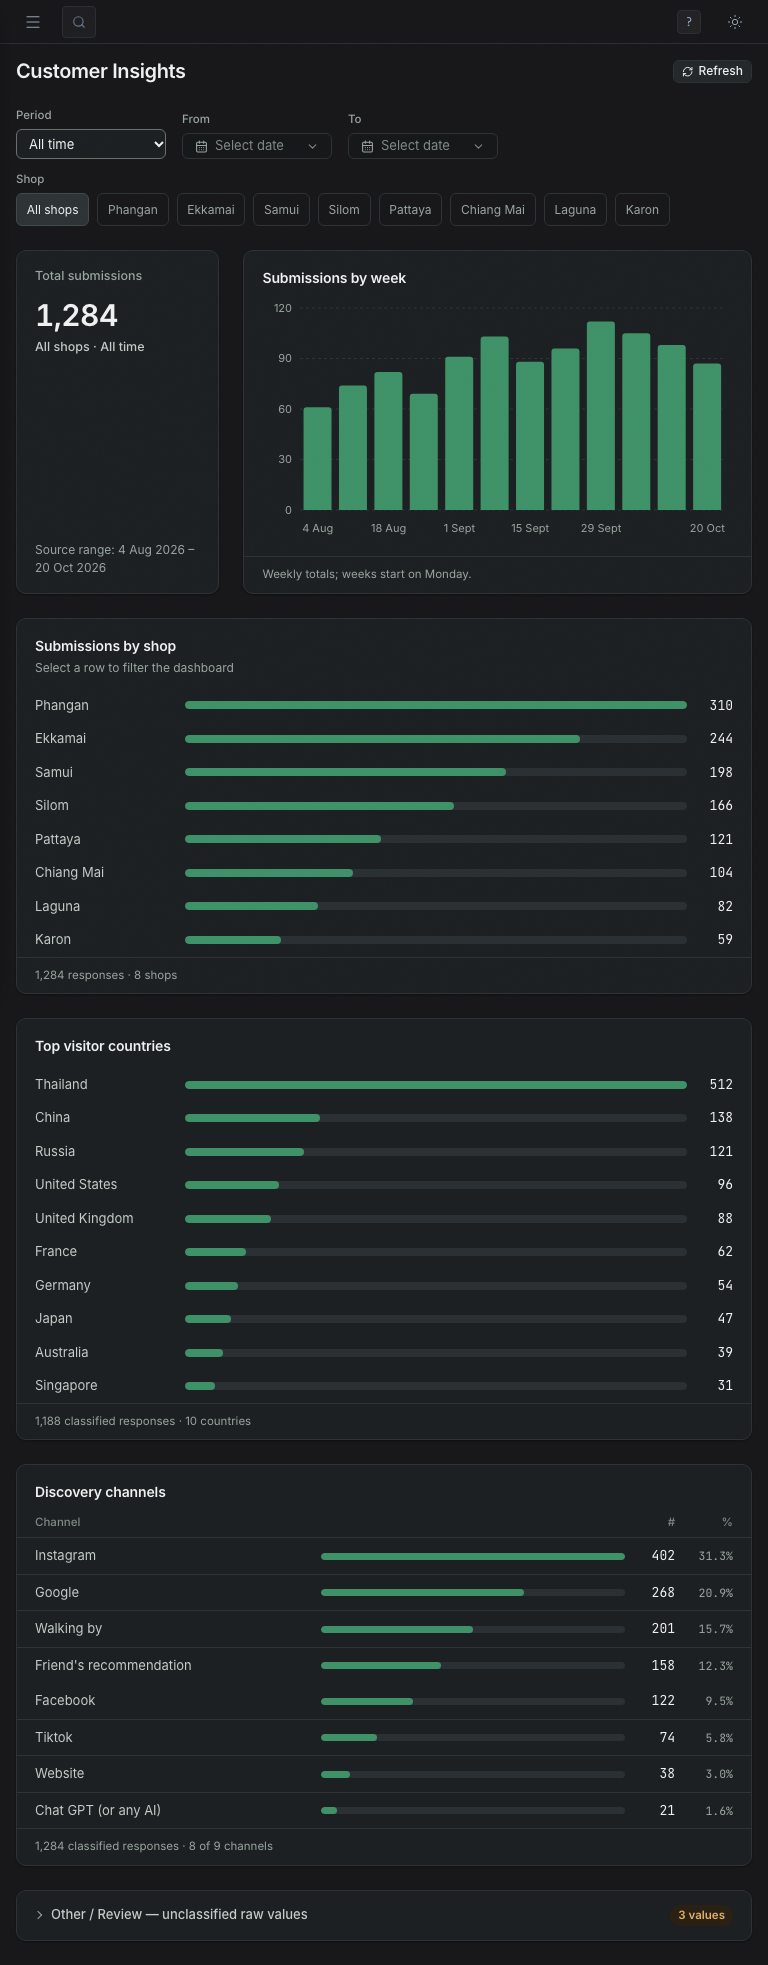 ?
Customer Insights
Refresh
Period
From
To
All time
Select date
Select date
Shop
All shops
Phangan
Ekkamai
Samui
Silom
Pattaya
Chiang Mai
Laguna
Karon
Total submissions
1,284
All shops · All time
Source range: 4 Aug 2026 –
20 Oct 2026
Submissions by week
120
90
60
30
0
4 Aug
18 Aug
1 Sept
15 Sept
29 Sept
20 Oct
Weekly totals; weeks start on Monday.
Submissions by shop
Select a row to filter the dashboard
Phangan 310
Ekkamai 244
Samui 198
Silom 166
Pattaya 121
Chiang Mai 104
Laguna 82
Karon 59
1,284 responses · 8 shops
Top visitor countries
Thailand 512
China 138
Russia 121
United States 96
United Kingdom 88
France 62
Germany 54
Japan 47
Australia 39
Singapore 31
1,188 classified responses · 10 countries
Discovery channels
Channel # %
Instagram 402 31.3%
Google 268 20.9%
Walking by 201 15.7%
Friend's recommendation 158 12.3%
Facebook 122 9.5%
Tiktok 74 5.8%
Website 38 3.0%
Chat GPT (or any AI) 21 1.6%
1,284 classified responses · 8 of 9 channels
Other / Review — unclassified raw values
3 values